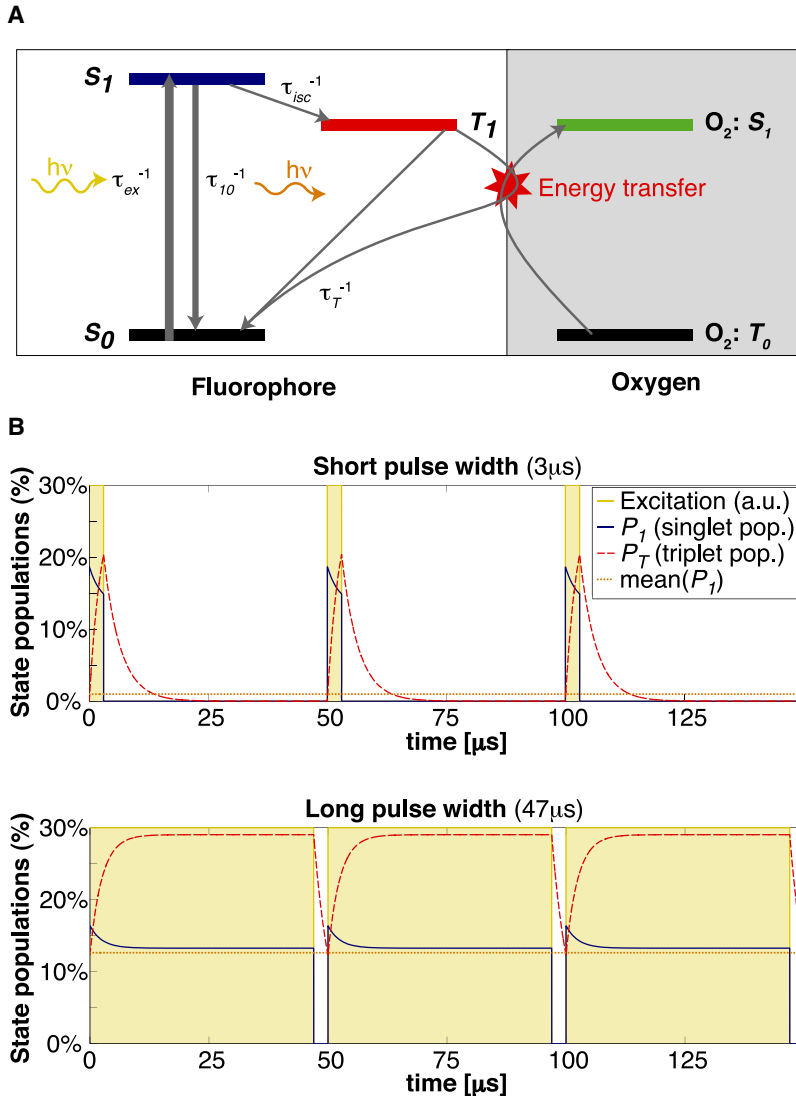 A
S1
τisc-1
T1
O2: S1
hν
τex-1
τ10-1
hν
Energy transfer
τT-1
S0
O2: T0
Fluorophore
Oxygen
B
Short pulse width (3μs)
State populations (%)
30%
20%
10%
0%
Excitation (a.u.)
P1 (singlet pop.)
PT (triplet pop.)
mean(P1)
0
25
50
75
100
125
time [μs]
Long pulse width (47μs)
State populations (%)
30%
20%
10%
0%
0
25
50
75
100
125
time [μs]